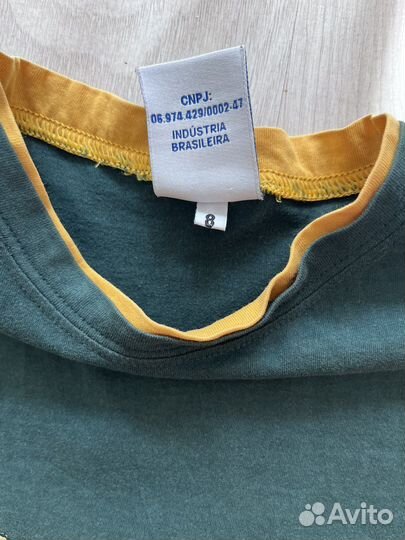 CNPJ:
06.974.429/0002-47
INDÚSTRIA
BRASILEIRA
8
Avito